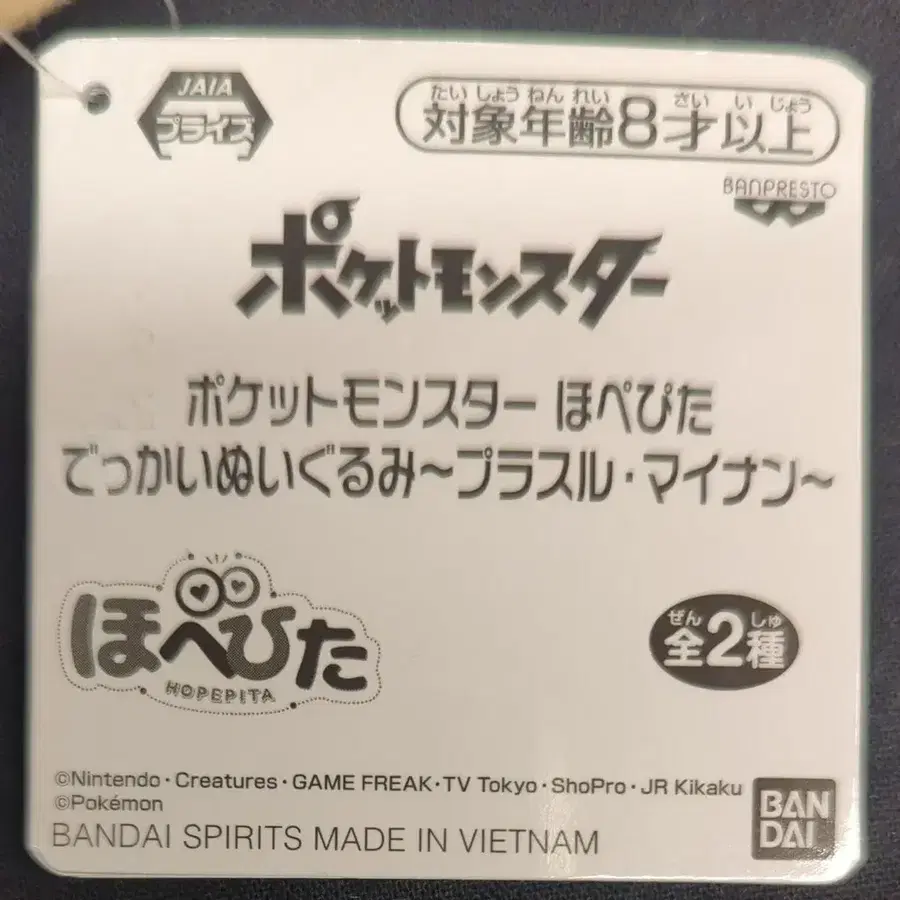 JAIA
プライズ
たいしょうねんれい さい いじょう
対象年齢8才以上
BANPRESTO
ポケットモンスター
ポケットモンスター ほぺぴた
でっかいぬいぐるみ～プラスル・マイナン～
ほぺぴた
HOPEPITA
ぜん しゅ
全2種
©Nintendo・Creatures・GAME FREAK・TV Tokyo・ShoPro・JR Kikaku
©Pokémon
BANDAI SPIRITS MADE IN VIETNAM
BAN
DAI